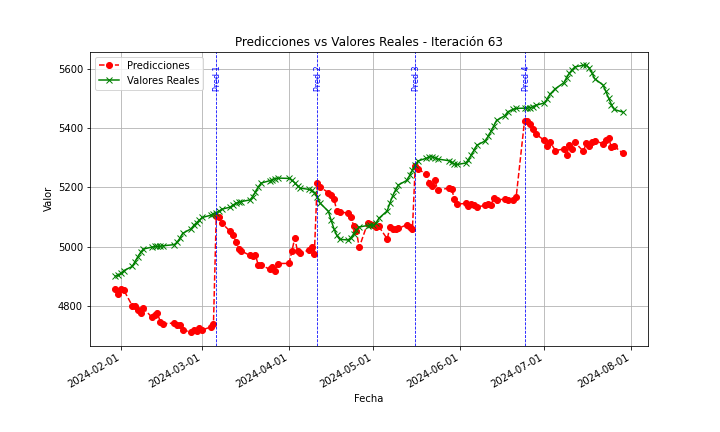 Predicciones vs Valores Reales - Iteración 63
Predicciones
Valores Reales
Pred 1
Pred 2
Pred 3
Pred 4
5600
5400
5200
5000
4800
Valor
2024-02-01
2024-03-01
2024-04-01
2024-05-01
2024-06-01
2024-07-01
2024-08-01
Fecha